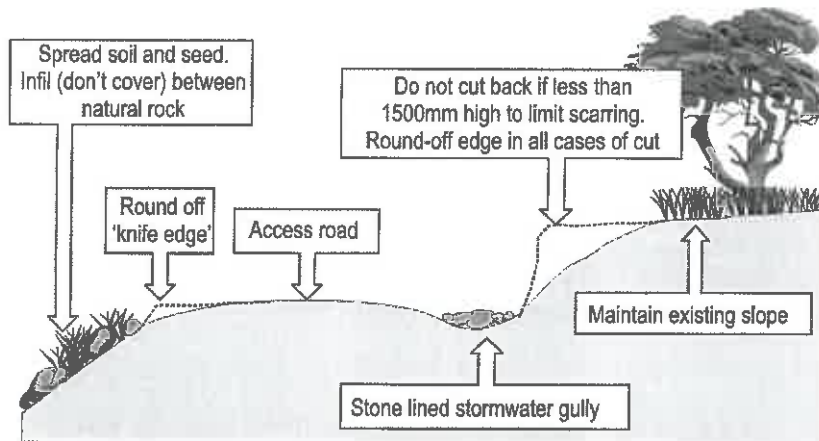 Spread soil and seed.
Infil (don't cover) between
natural rock
Do not cut back if less than
1500mm high to limit scarring.
Round-off edge in all cases of cut
Round off
'knife edge'
Access road
Maintain existing slope
Stone lined stormwater gully